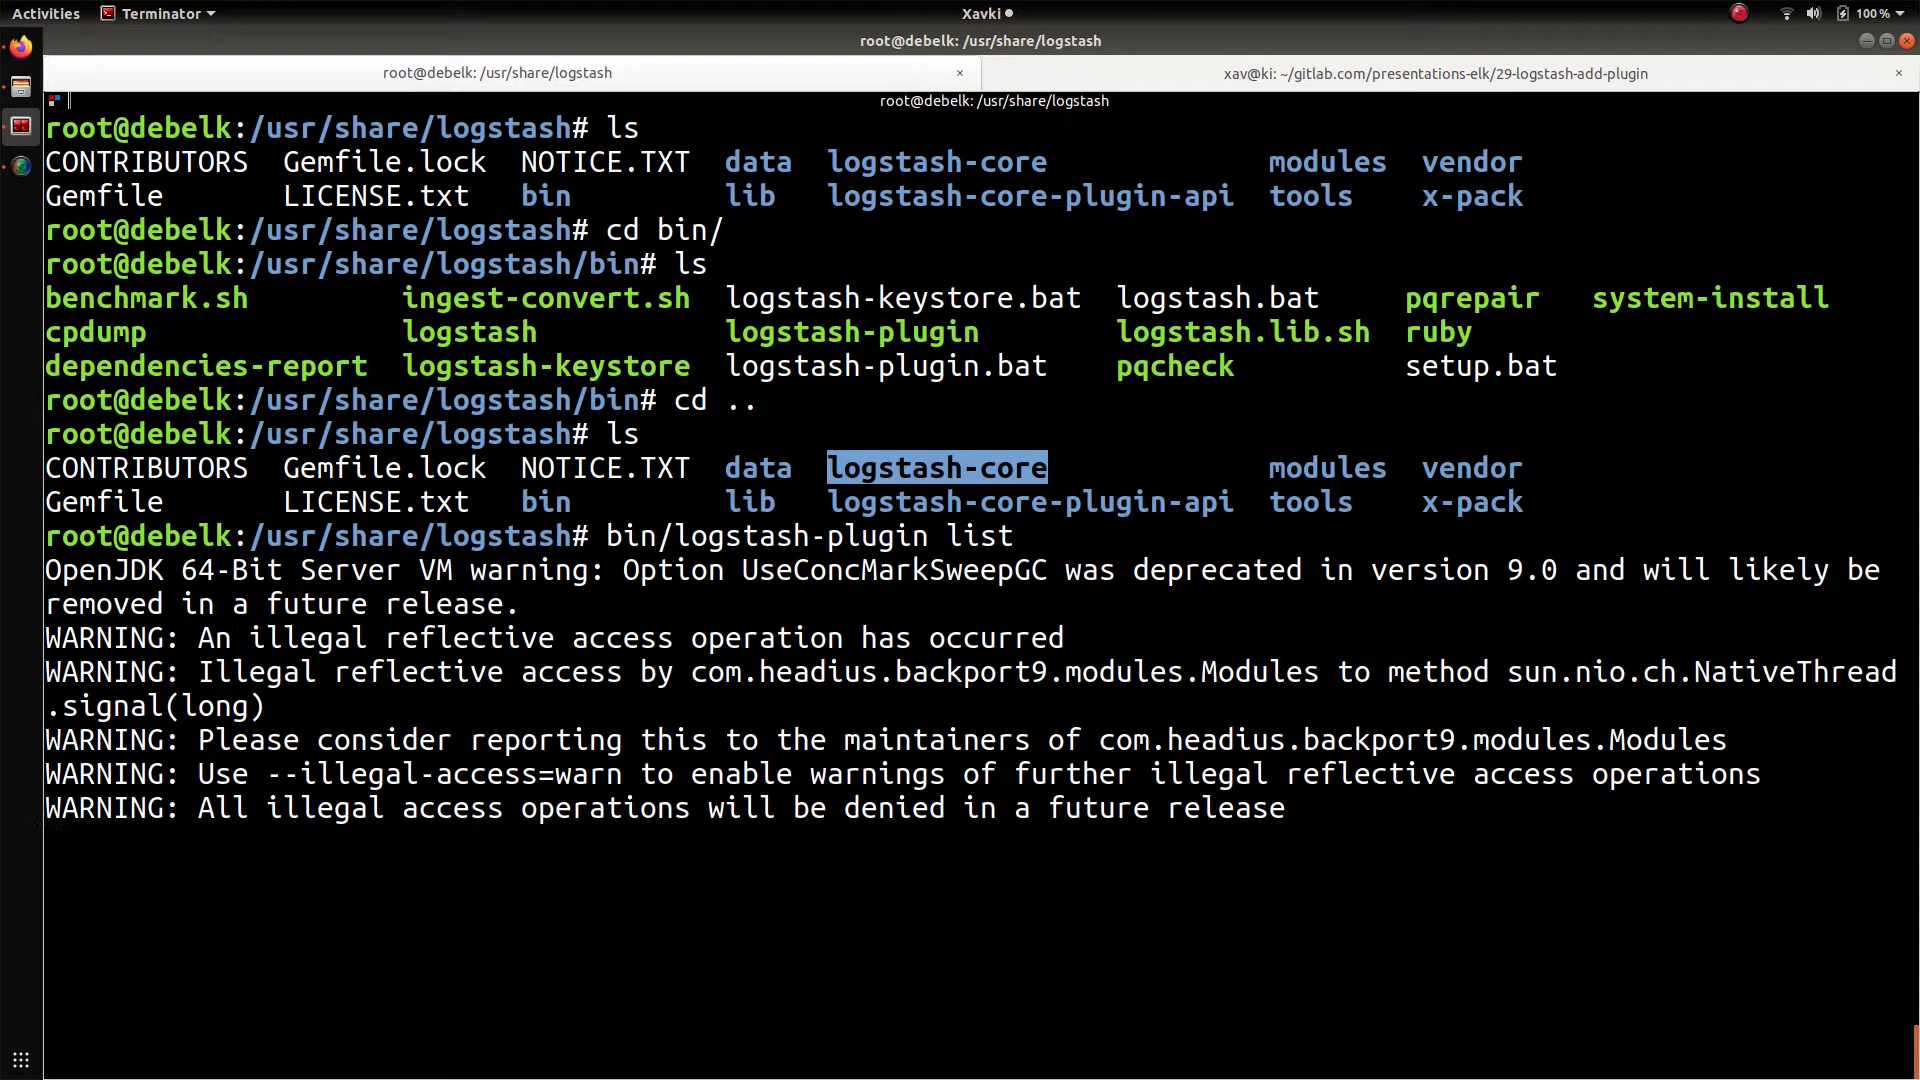 Activities Terminator Xavki 100 %
root@debelk: /usr/share/logstash
root@debelk: /usr/share/logstash × xav@ki: ~/gitlab.com/presentations-elk/29-logstash-add-plugin ×
root@debelk: /usr/share/logstash
root@debelk:/usr/share/logstash# ls
CONTRIBUTORS Gemfile.lock NOTICE.TXT data logstash-core modules vendor
Gemfile LICENSE.txt bin lib logstash-core-plugin-api tools x-pack
root@debelk:/usr/share/logstash# cd bin/
root@debelk:/usr/share/logstash/bin# ls
benchmark.sh ingest-convert.sh logstash-keystore.bat logstash.bat pqrepair system-install
cpdump logstash logstash-plugin logstash.lib.sh ruby
dependencies-report logstash-keystore logstash-plugin.bat pqcheck setup.bat
root@debelk:/usr/share/logstash/bin# cd ..
root@debelk:/usr/share/logstash# ls
CONTRIBUTORS Gemfile.lock NOTICE.TXT data logstash-core modules vendor
Gemfile LICENSE.txt bin lib logstash-core-plugin-api tools x-pack
root@debelk:/usr/share/logstash# bin/logstash-plugin list
OpenJDK 64-Bit Server VM warning: Option UseConcMarkSweepGC was deprecated in version 9.0 and will likely be
removed in a future release.
WARNING: An illegal reflective access operation has occurred
WARNING: Illegal reflective access by com.headius.backport9.modules.Modules to method sun.nio.ch.NativeThread
.signal(long)
WARNING: Please consider reporting this to the maintainers of com.headius.backport9.modules.Modules
WARNING: Use --illegal-access=warn to enable warnings of further illegal reflective access operations
WARNING: All illegal access operations will be denied in a future release